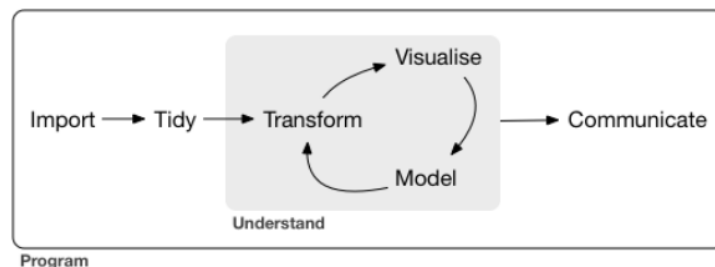 Visualise
Import Tidy Transform Communicate
Model
Understand
Program